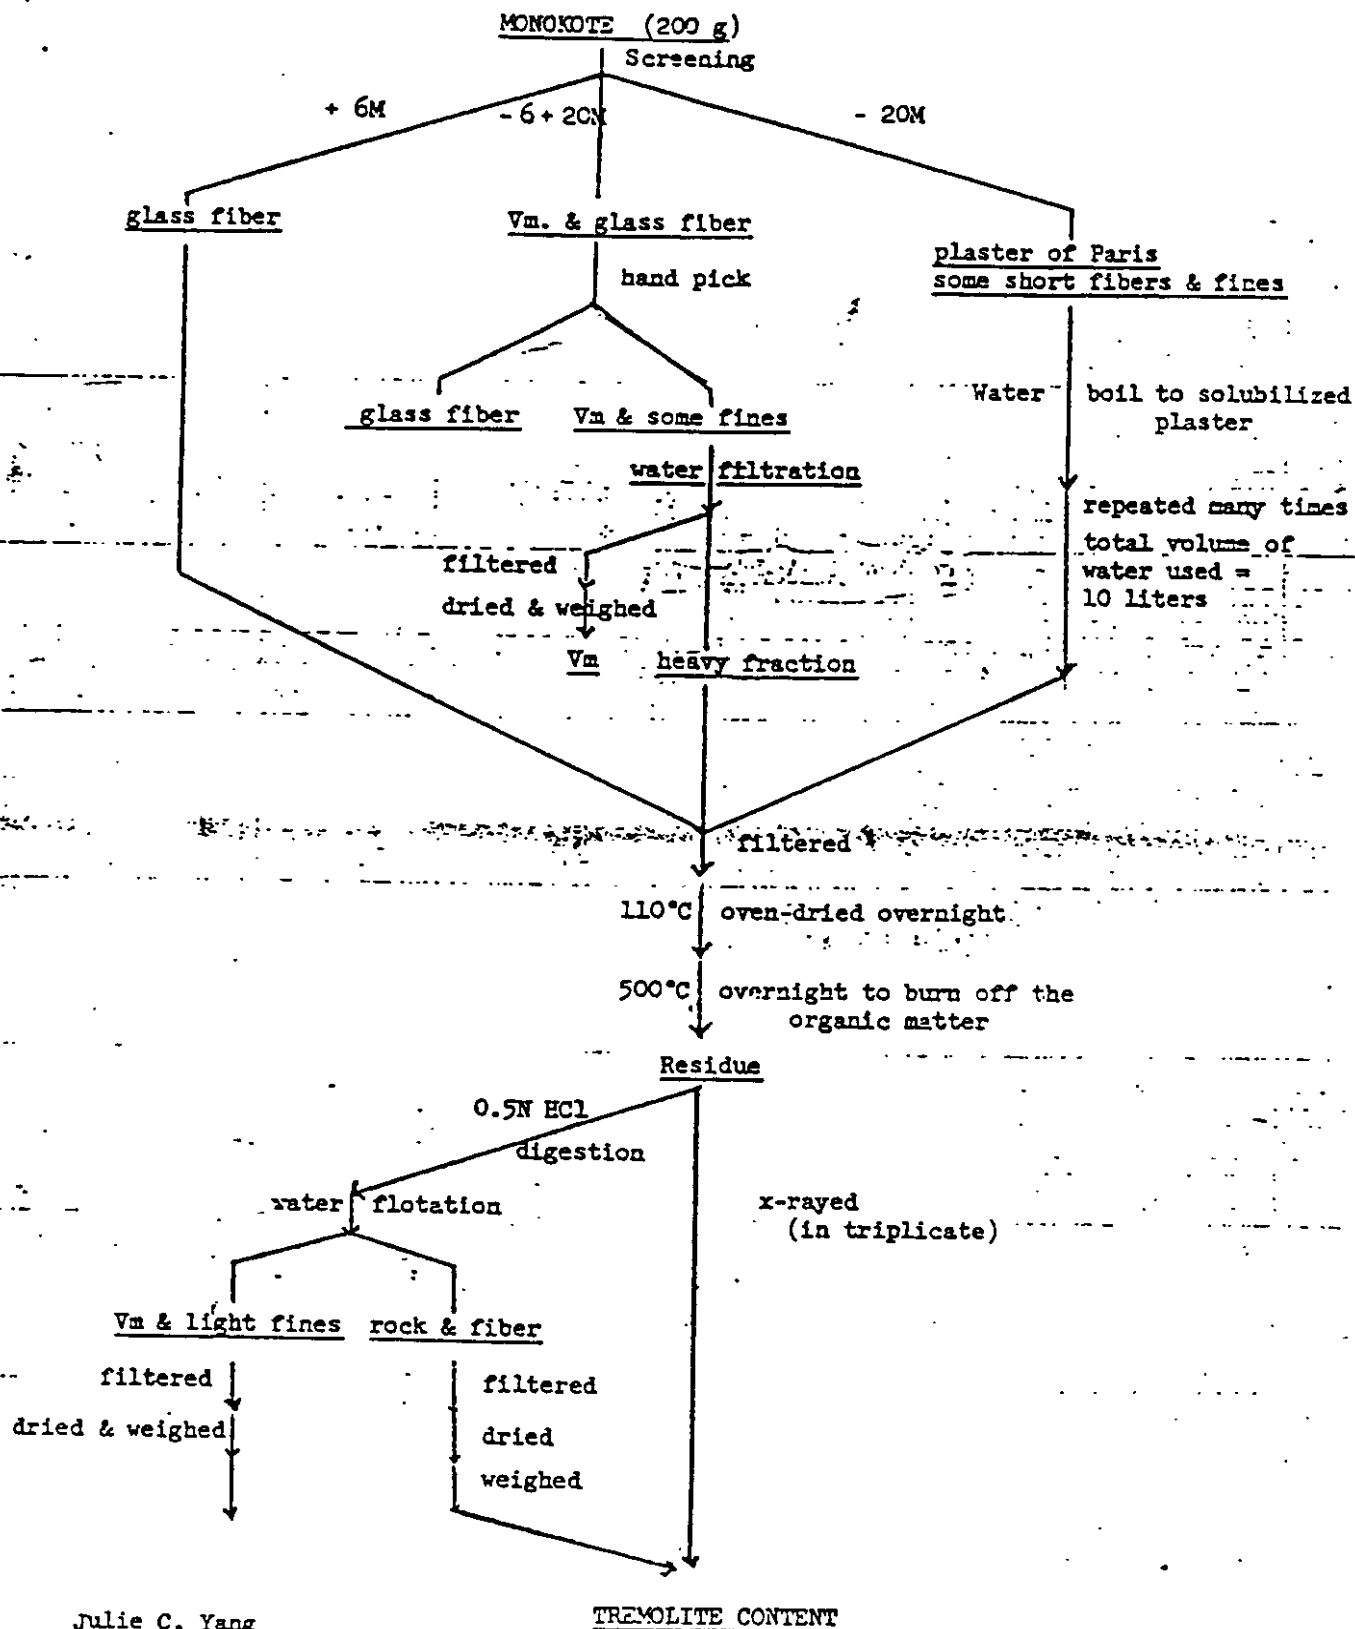 MONOKOTE (200 g)
Screening
+ 6M
- 6 + 20M
- 20M
glass fiber
Vm. & glass fiber
plaster of Paris
some short fibers & fines
hand pick
glass fiber
Vm & some fines
Water
boil to solubilized
plaster
water filtration
repeated many times
total volume of
water used =
10 liters
filtered
dried & weighed
Vm
heavy fraction
filtered
110°C oven-dried overnight
500°C overnight to burn off the
organic matter
Residue
0.5N HCl
digestion
water flotation
x-rayed
(in triplicate)
Vm & light fines
rock & fiber
filtered
filtered
dried & weighed
dried
weighed
Julie C. Yang
TREMOLITE CONTENT